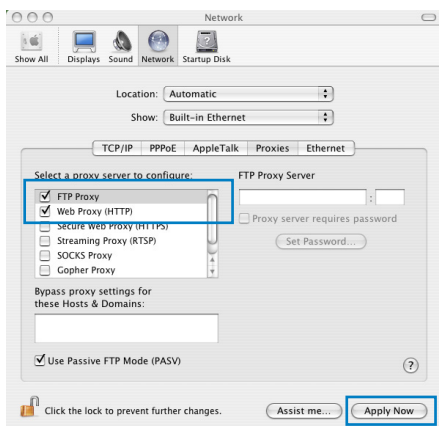 Network
Show All Displays Sound Network Startup Disk
Location: Automatic
Show: Built-in Ethernet
TCP/IP PPPoE AppleTalk Proxies Ethernet
Select a proxy server to configure: FTP Proxy Server
FTP Proxy :
Web Proxy (HTTP) Proxy server requires password
Secure Web Proxy (HTTPS)
Streaming Proxy (RTSP) Set Password...
SOCKS Proxy
Gopher Proxy
Bypass proxy settings for
these Hosts & Domains:
Use Passive FTP Mode (PASV) ?
Click the lock to prevent further changes. Assist me... Apply Now